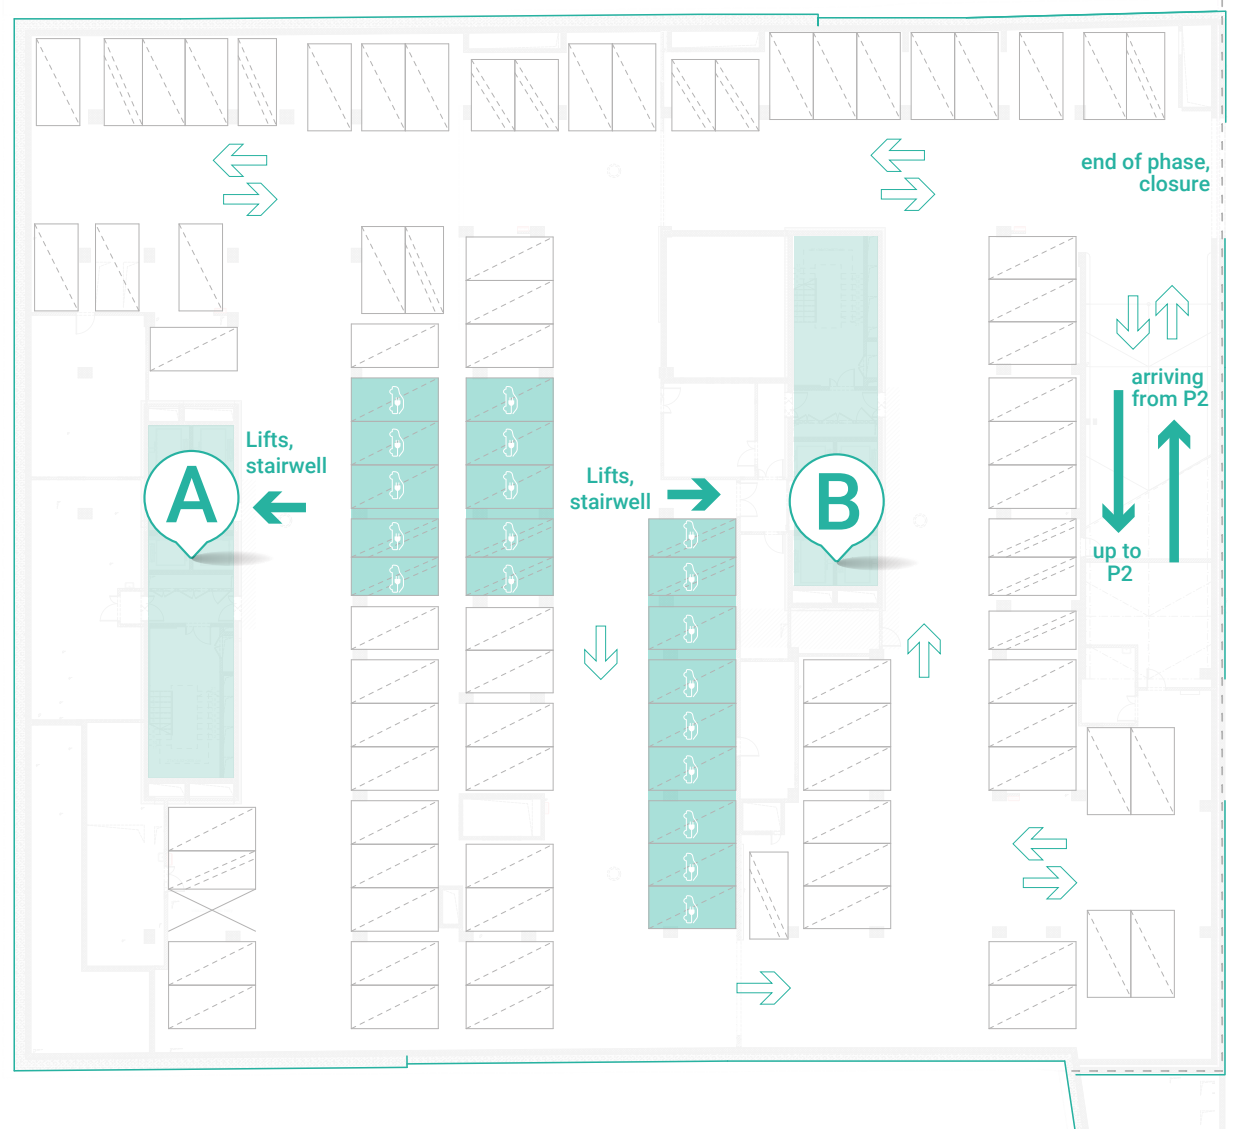 end of phase,
closure
arriving
from P2
Lifts,
stairwell
A
Lifts,
stairwell
B
up to
P2